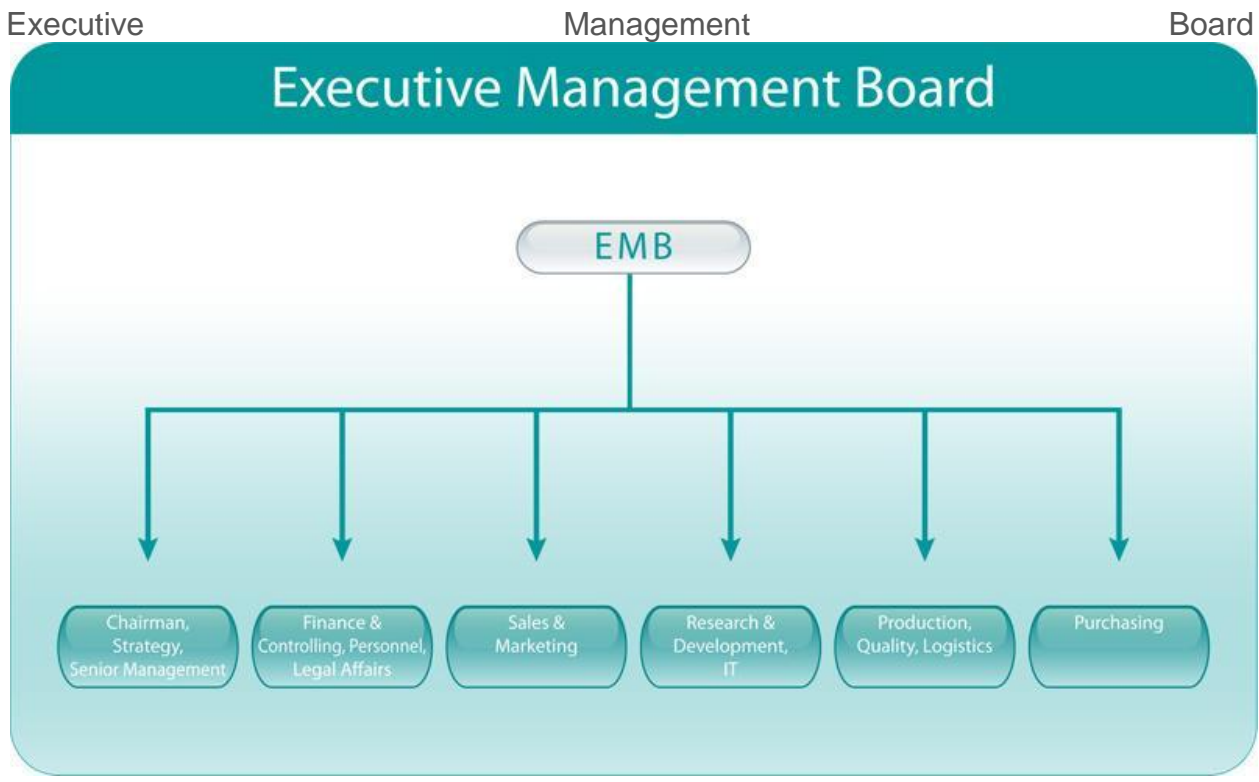 Executive Management Board
Executive Management Board
EMB
Chairman,
Strategy,
Senior Management
Finance &
Controlling, Personnel,
Legal Affairs
Sales &
Marketing
Research &
Development,
IT
Production,
Quality, Logistics
Purchasing